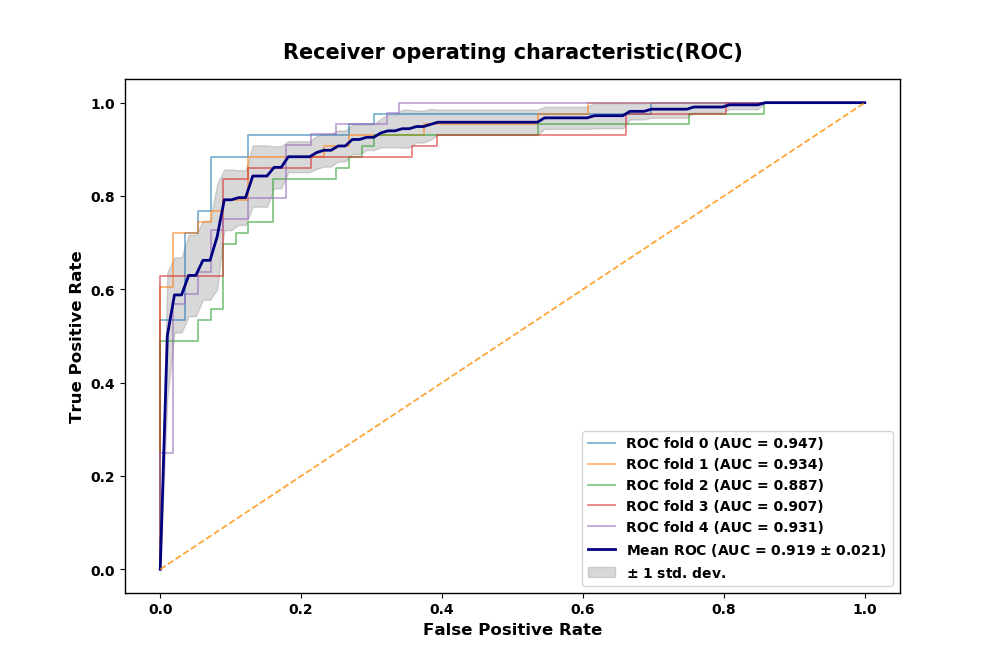 Receiver operating characteristic(ROC)
True Positive Rate
1.0
0.8
0.6
0.4
0.2
0.0
ROC fold 0 (AUC = 0.947)
ROC fold 1 (AUC = 0.934)
ROC fold 2 (AUC = 0.887)
ROC fold 3 (AUC = 0.907)
ROC fold 4 (AUC = 0.931)
Mean ROC (AUC = 0.919 ± 0.021)
± 1 std. dev.
0.0 0.2 0.4 0.6 0.8 1.0
False Positive Rate